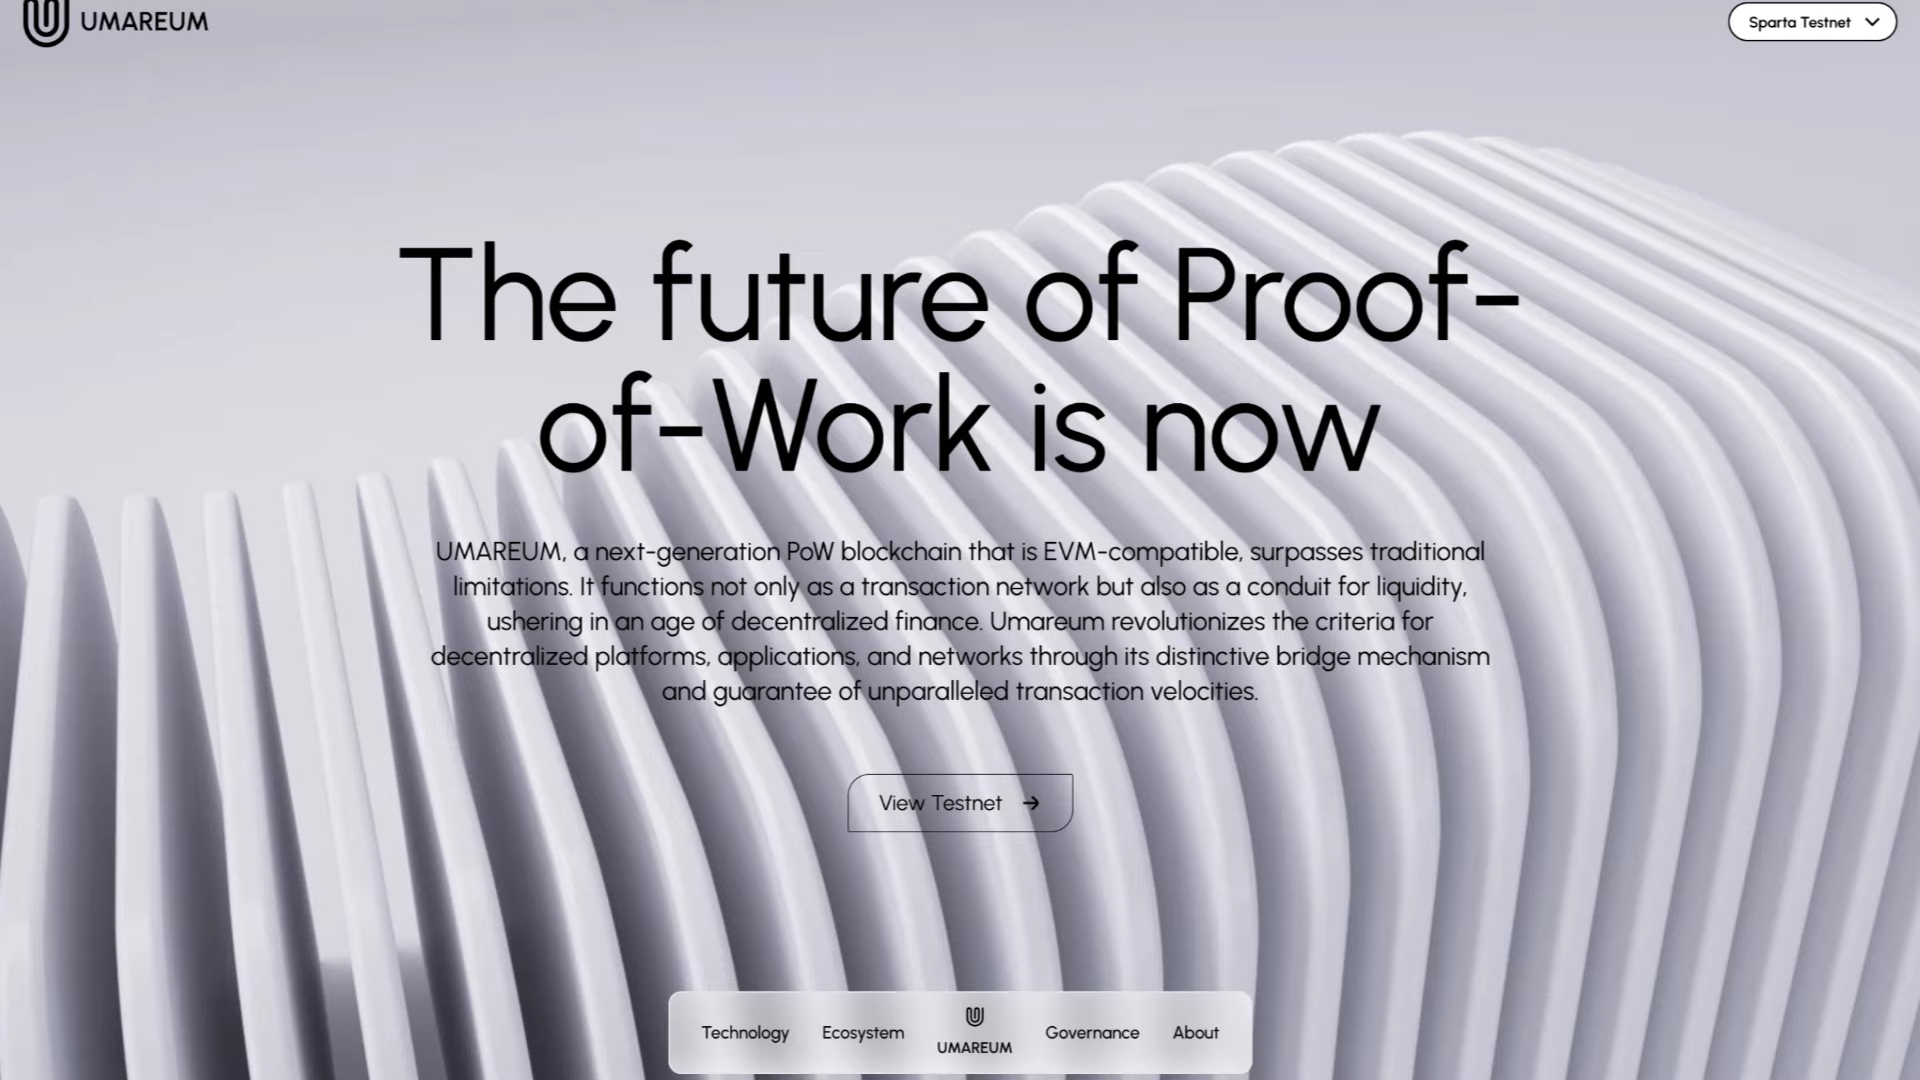 UMAREUM
Sparta Testnet
The future of Proof-
of-Work is now
UMAREUM, a next-generation PoW blockchain that is EVM-compatible, surpasses traditional
limitations. It functions not only as a transaction network but also as a conduit for liquidity,
ushering in an age of decentralized finance. Umareum revolutionizes the criteria for
decentralized platforms, applications, and networks through its distinctive bridge mechanism
and guarantee of unparalleled transaction velocities.
View Testnet
Technology
Ecosystem
UMAREUM
Governance
About